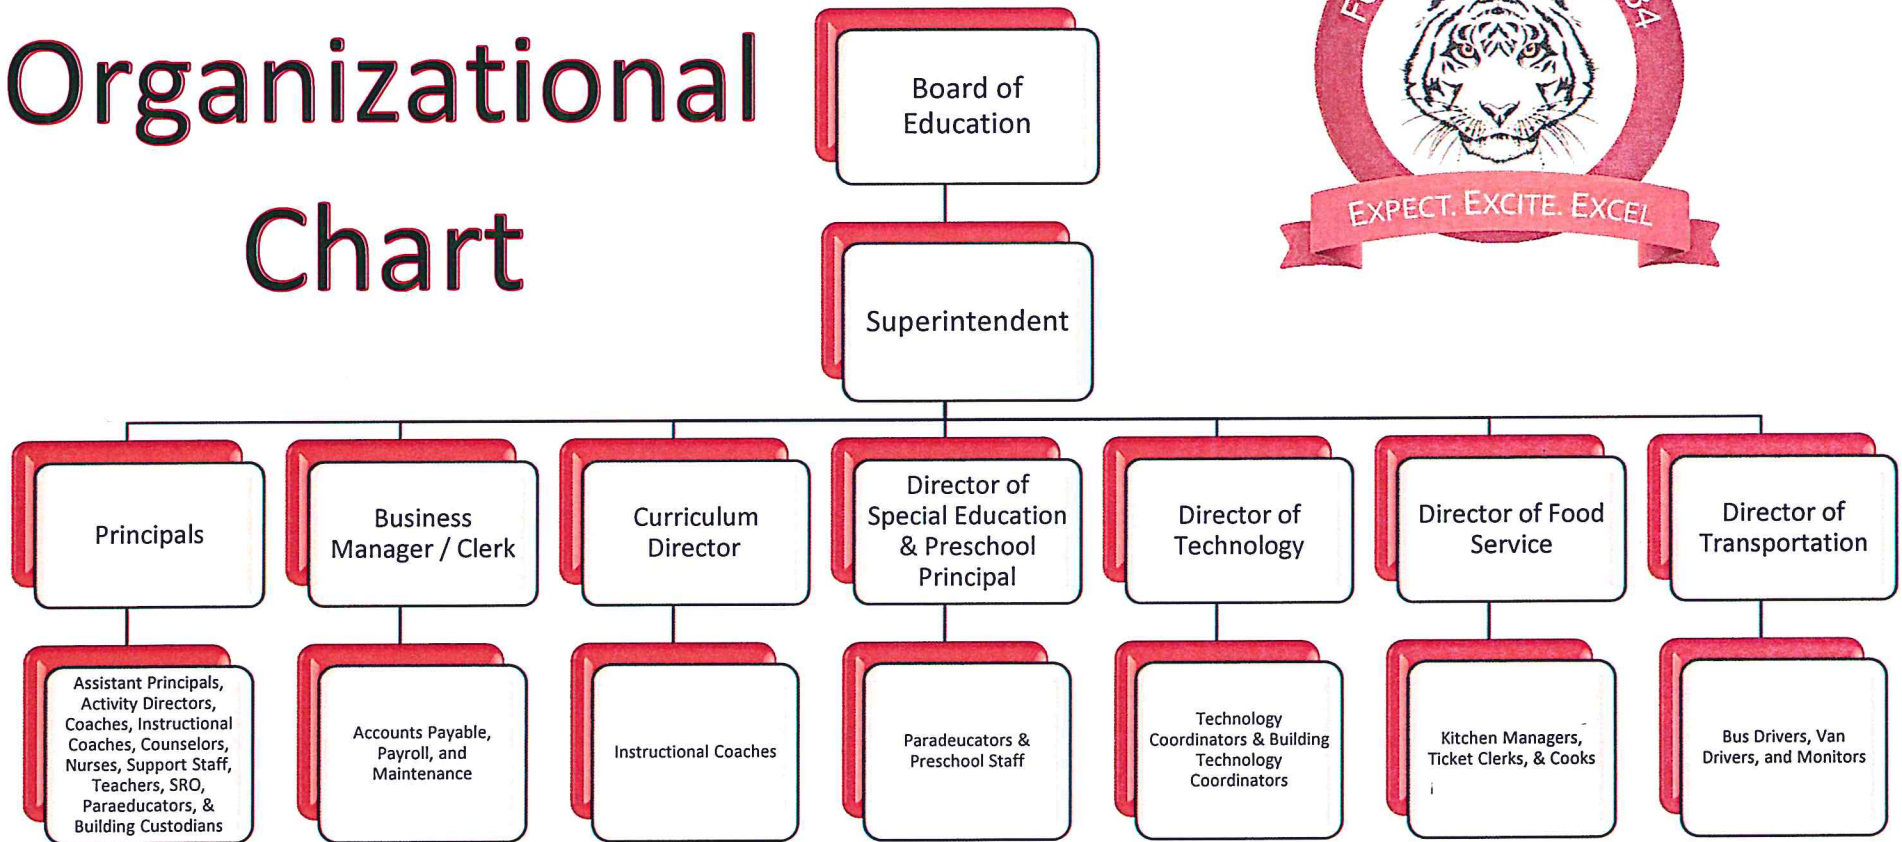 Organizational
Chart
34
EXPECT. EXCITE. EXCEL
Board of
Education
Superintendent
Principals
Business
Manager / Clerk
Curriculum
Director
Director of
Special Education
& Preschool
Principal
Director of
Technology
Director of Food
Service
Director of
Transportation
Assistant Principals,
Activity Directors,
Coaches, Instructional
Coaches, Counselors,
Nurses, Support Staff,
Teachers, SRO,
Paraeducators, &
Building Custodians
Accounts Payable,
Payroll, and
Maintenance
Instructional Coaches
Paradeucators &
Preschool Staff
Technology
Coordinators & Building
Technology
Coordinators
Kitchen Managers,
Ticket Clerks, & Cooks
Bus Drivers, Van
Drivers, and Monitors